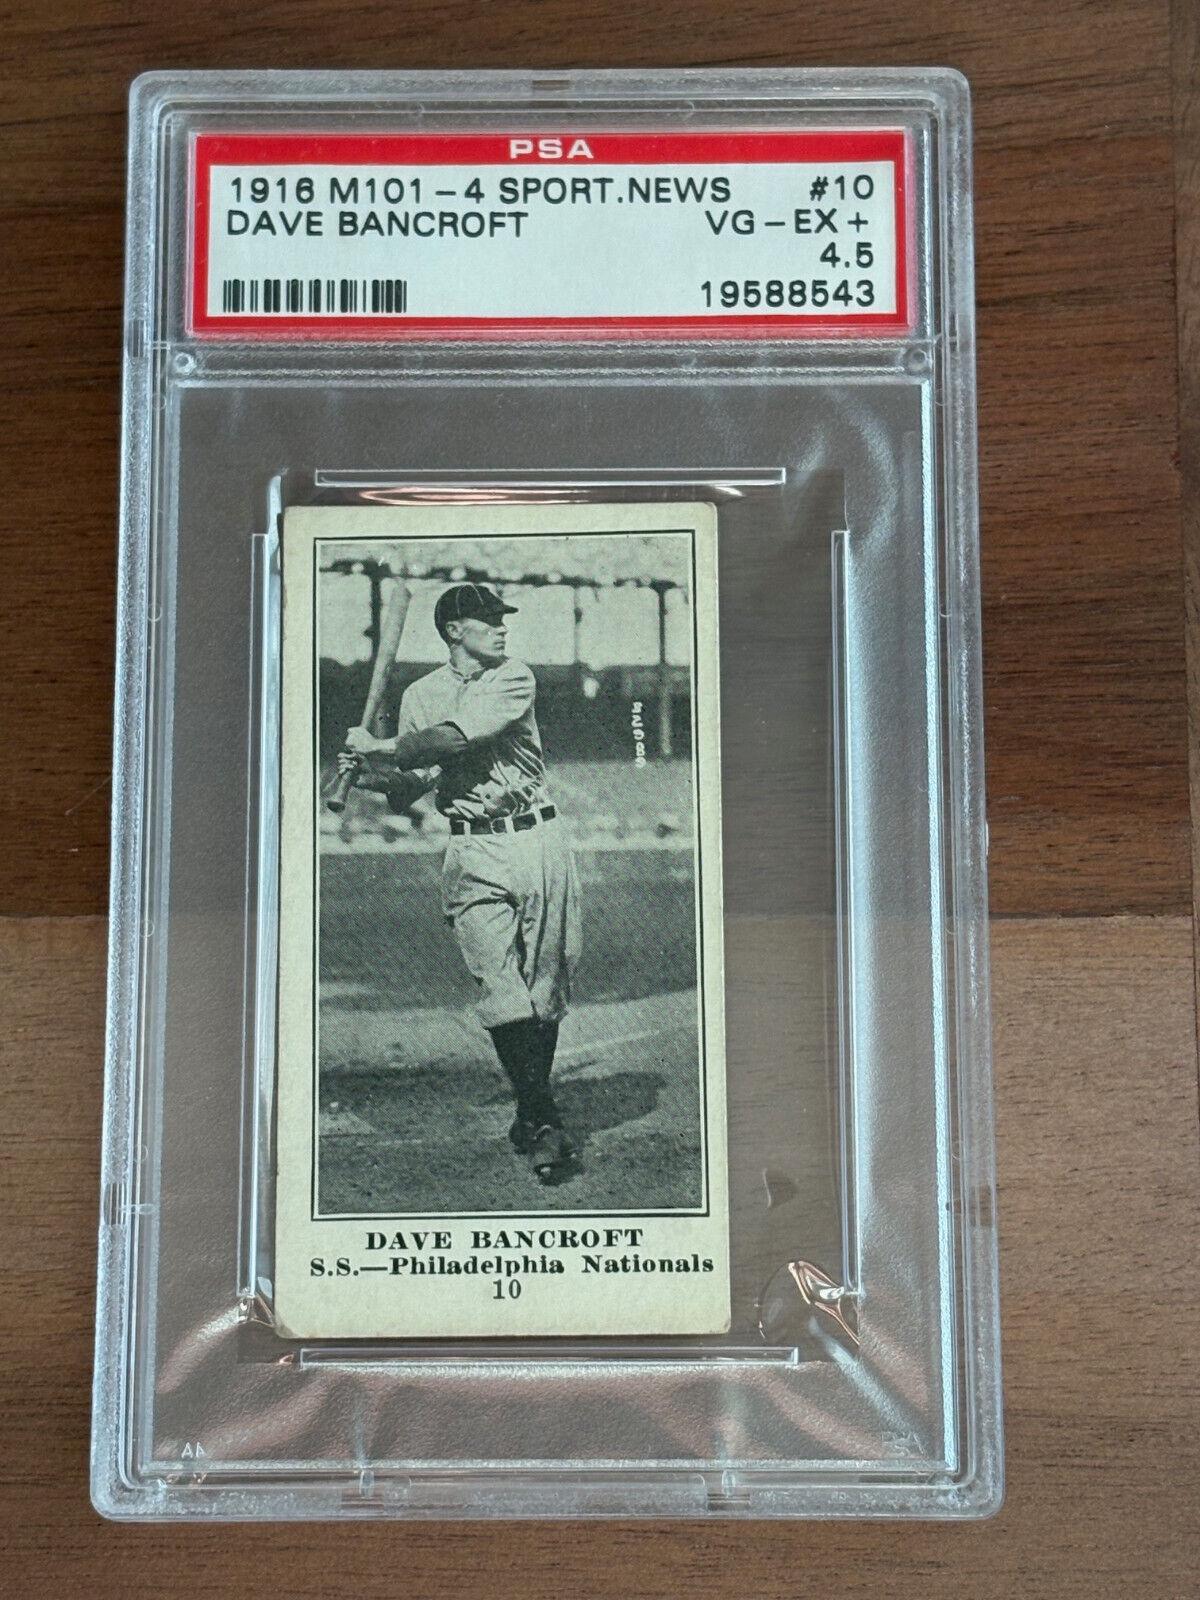 PSA
1916 M101-4 SPORT.NEWS #10
DAVE BANCROFT VG-EX+
4.5
19588543
DAVE BANCROFT
S.S.—Philadelphia Nationals
10
PSA